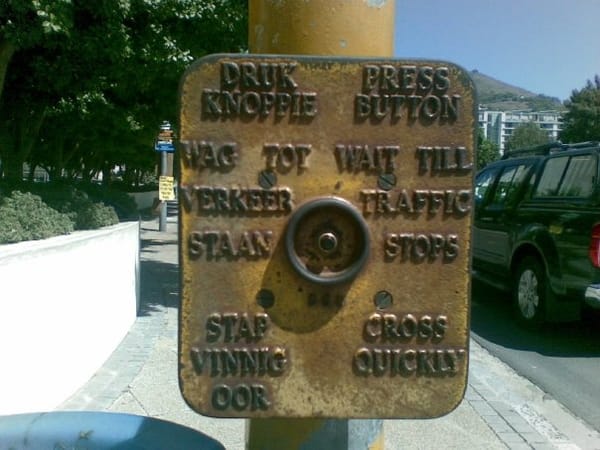 DRUK
KNOPPIE
WAG TOT
VERKEER
STAAN
STAP
VINNIG
OOR
PRESS
BUTTON
WAIT TILL
TRAFFIC
STOPS
CROSS
QUICKLY